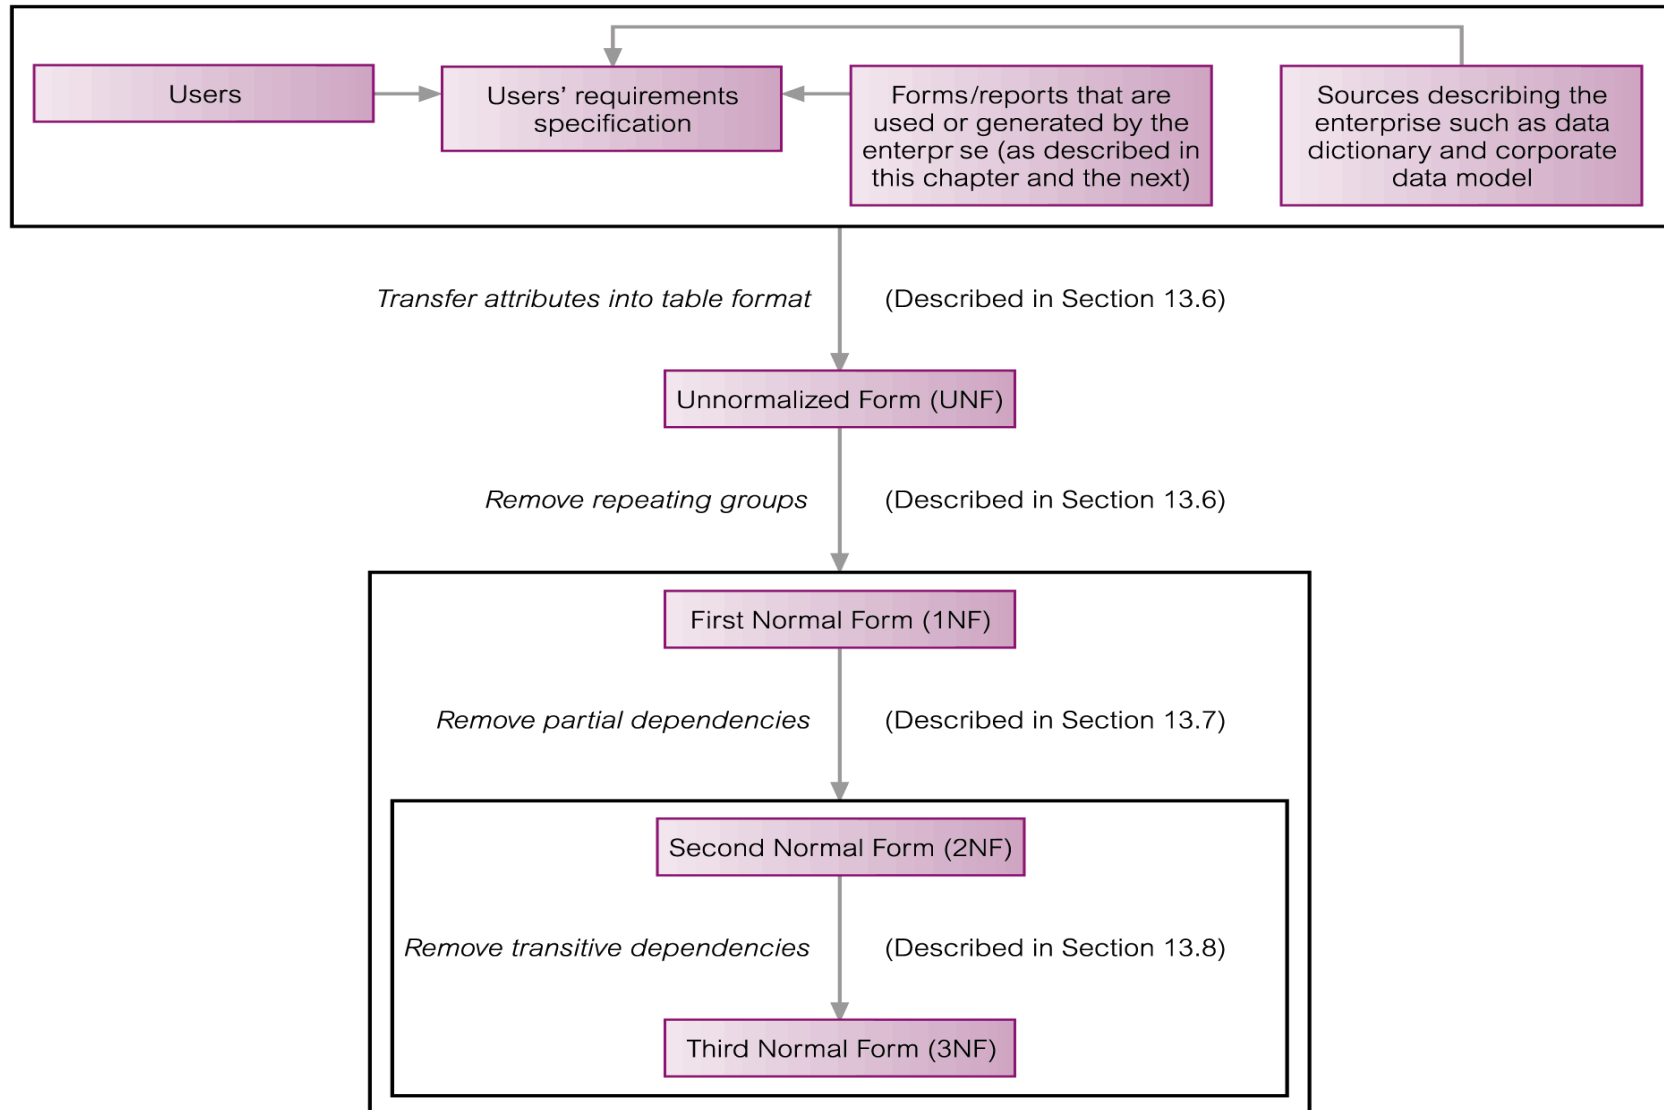 Users
Users’ requirements
specification
Forms/reports that are
used or generated by the
enterpr se (as described in
this chapter and the next)
Sources describing the
enterprise such as data
dictionary and corporate
data model
Transfer attributes into table format
(Described in Section 13.6)
Unnormalized Form (UNF)
Remove repeating groups
(Described in Section 13.6)
First Normal Form (1NF)
Remove partial dependencies
(Described in Section 13.7)
Second Normal Form (2NF)
Remove transitive dependencies
(Described in Section 13.8)
Third Normal Form (3NF)